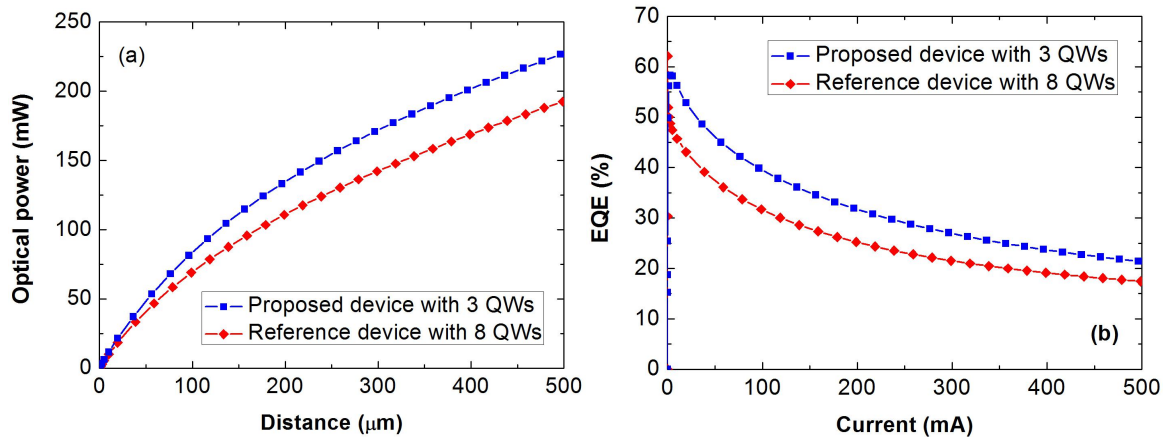 (a)
250
200
150
100
50
0
Optical power (mW)
Proposed device with 3 QWs
Reference device with 8 QWs
0 100 200 300 400 500
Distance (μm)
70
60
50
40
30
20
10
0
EQE (%)
Proposed device with 3 QWs
Reference device with 8 QWs
(b)
0 100 200 300 400 500
Current (mA)